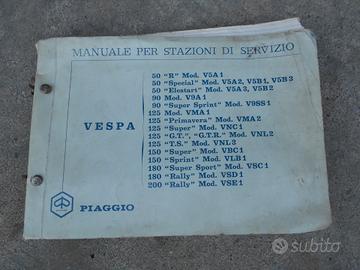 MANUALE PER STAZIONI DI SERVIZIO
VESPA
50 "R" Mod. V5A1
50 "Special" Mod. V5A2, V5B1, V5B3
50 "Elestart" Mod. V5A3, V5B2
90 Mod. V9A1
90 "Super Sprint" Mod. V9SS1
125 Mod. VMA1
125 "Primavera" Mod. VMA2
125 "Super" Mod. VNC1
125 "G.T.", "G.T.R." Mod. VNL2
125 "T.S." Mod. VNL3
150 "Super" Mod. VBC1
150 "Sprint" Mod. VLB1
180 "Super Sport" Mod. VSC1
180 "Rally" Mod. VSD1
200 "Rally" Mod. VSE1
PIAGGIO
subito